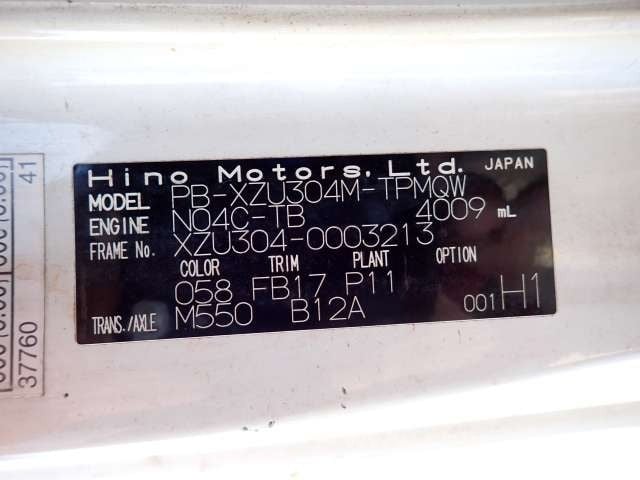 Hino Motors, Ltd. JAPAN
MODEL PB-XZU304M-TPMQW
ENGINE N04C-TB 4009 mL
FRAME No. XZU304-0003213
COLOR TRIM PLANT OPTION
058 FB17 P11
TRANS./AXLE M550 B12A 001 H1
41
37760